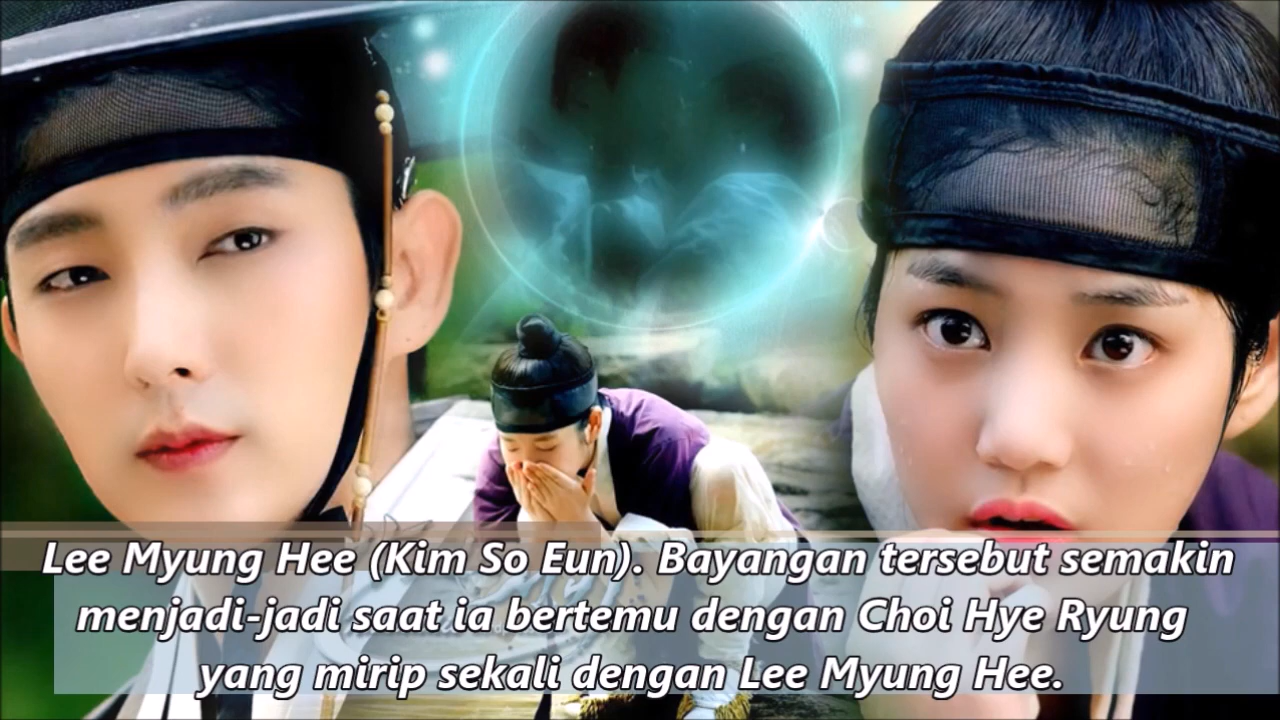 Lee Myung Hee (Kim So Eun). Bayangan tersebut semakin
menjadi-jadi saat ia bertemu dengan Choi Hye Ryung
yang mirip sekali dengan Lee Myung Hee.